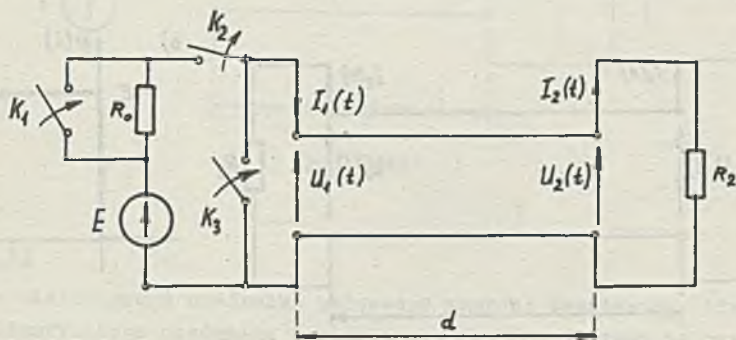 K₂
K₁
R₀
I₁(t)
I₂(t)
E
K₃
U₁(t)
U₂(t)
R₂
d